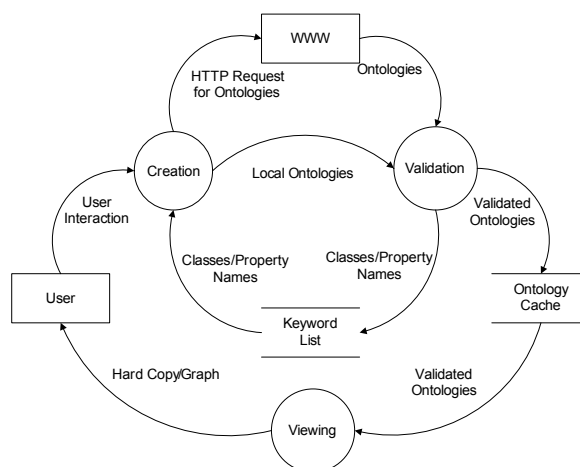 WWW
HTTP Request
for Ontologies
Ontologies
Creation
Local Ontologies
Validation
User
Interaction
Validated
Ontologies
Classes/Property
Names
Classes/Property
Names
User
Keyword
List
Ontology
Cache
Hard Copy/Graph
Validated
Ontologies
Viewing